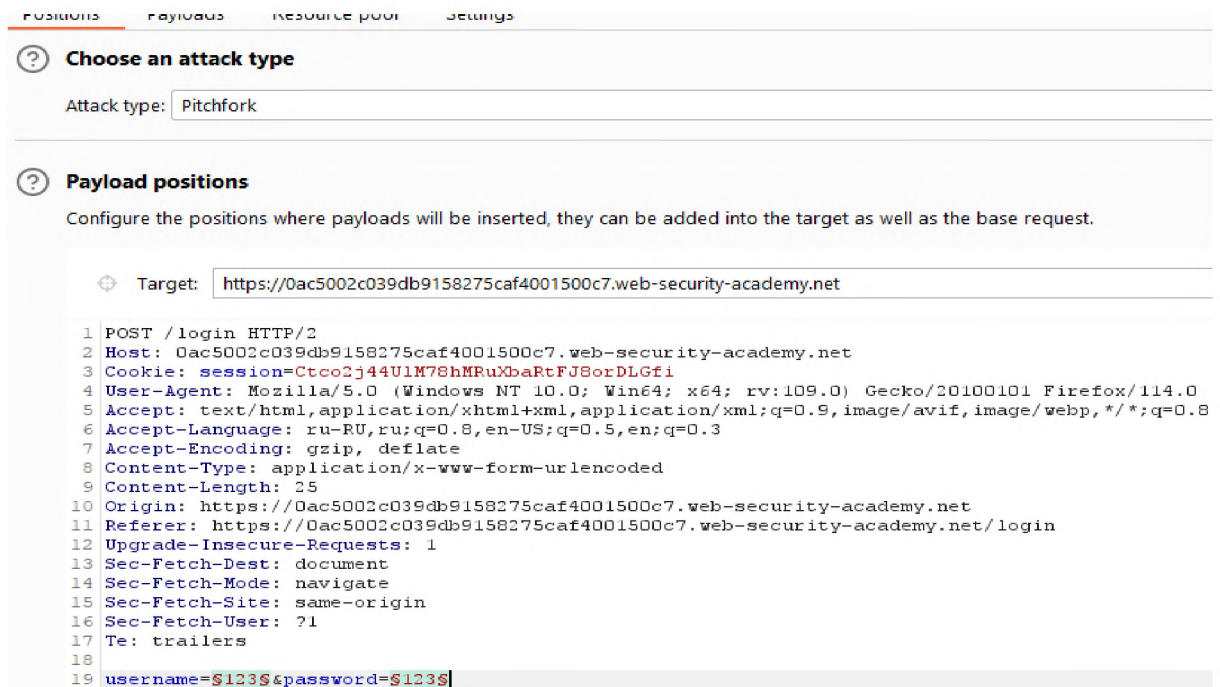 Positions Payloads Resource pool Settings
Choose an attack type
Attack type: Pitchfork
Payload positions
Configure the positions where payloads will be inserted, they can be added into the target as well as the base request.
Target: https://0ac5002c039db9158275caf4001500c7.web-security-academy.net
1 POST /login HTTP/2
2 Host: 0ac5002c039db9158275caf4001500c7.web-security-academy.net
3 Cookie: session=Ctco2j44UlM78hMRuXbaRtFJ8orDLGfi
4 User-Agent: Mozilla/5.0 (Windows NT 10.0; Win64; x64; rv:109.0) Gecko/20100101 Firefox/114.0
5 Accept: text/html,application/xhtml+xml,application/xml;q=0.9,image/avif,image/webp,*/*;q=0.8
6 Accept-Language: ru-RU,ru;q=0.8,en-US;q=0.5,en;q=0.3
7 Accept-Encoding: gzip, deflate
8 Content-Type: application/x-www-form-urlencoded
9 Content-Length: 25
10 Origin: https://0ac5002c039db9158275caf4001500c7.web-security-academy.net
11 Referer: https://0ac5002c039db9158275caf4001500c7.web-security-academy.net/login
12 Upgrade-Insecure-Requests: 1
13 Sec-Fetch-Dest: document
14 Sec-Fetch-Mode: navigate
15 Sec-Fetch-Site: same-origin
16 Sec-Fetch-User: ?1
17 Te: trailers
18
19 username=§123§&password=§123§